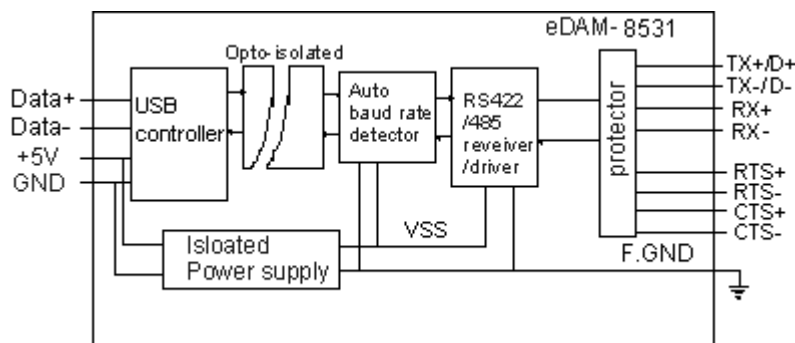 eDAM-8531
Opto-isolated
Data+
Data-
+5V
GND
USB
controller
Auto
baud rate
detector
RS422
/485
reveiver
/driver
protector
TX+/D+
TX-/D-
RX+
RX-
RTS+
RTS-
CTS+
CTS-
VSS
F.GND
Isloated
Power supply